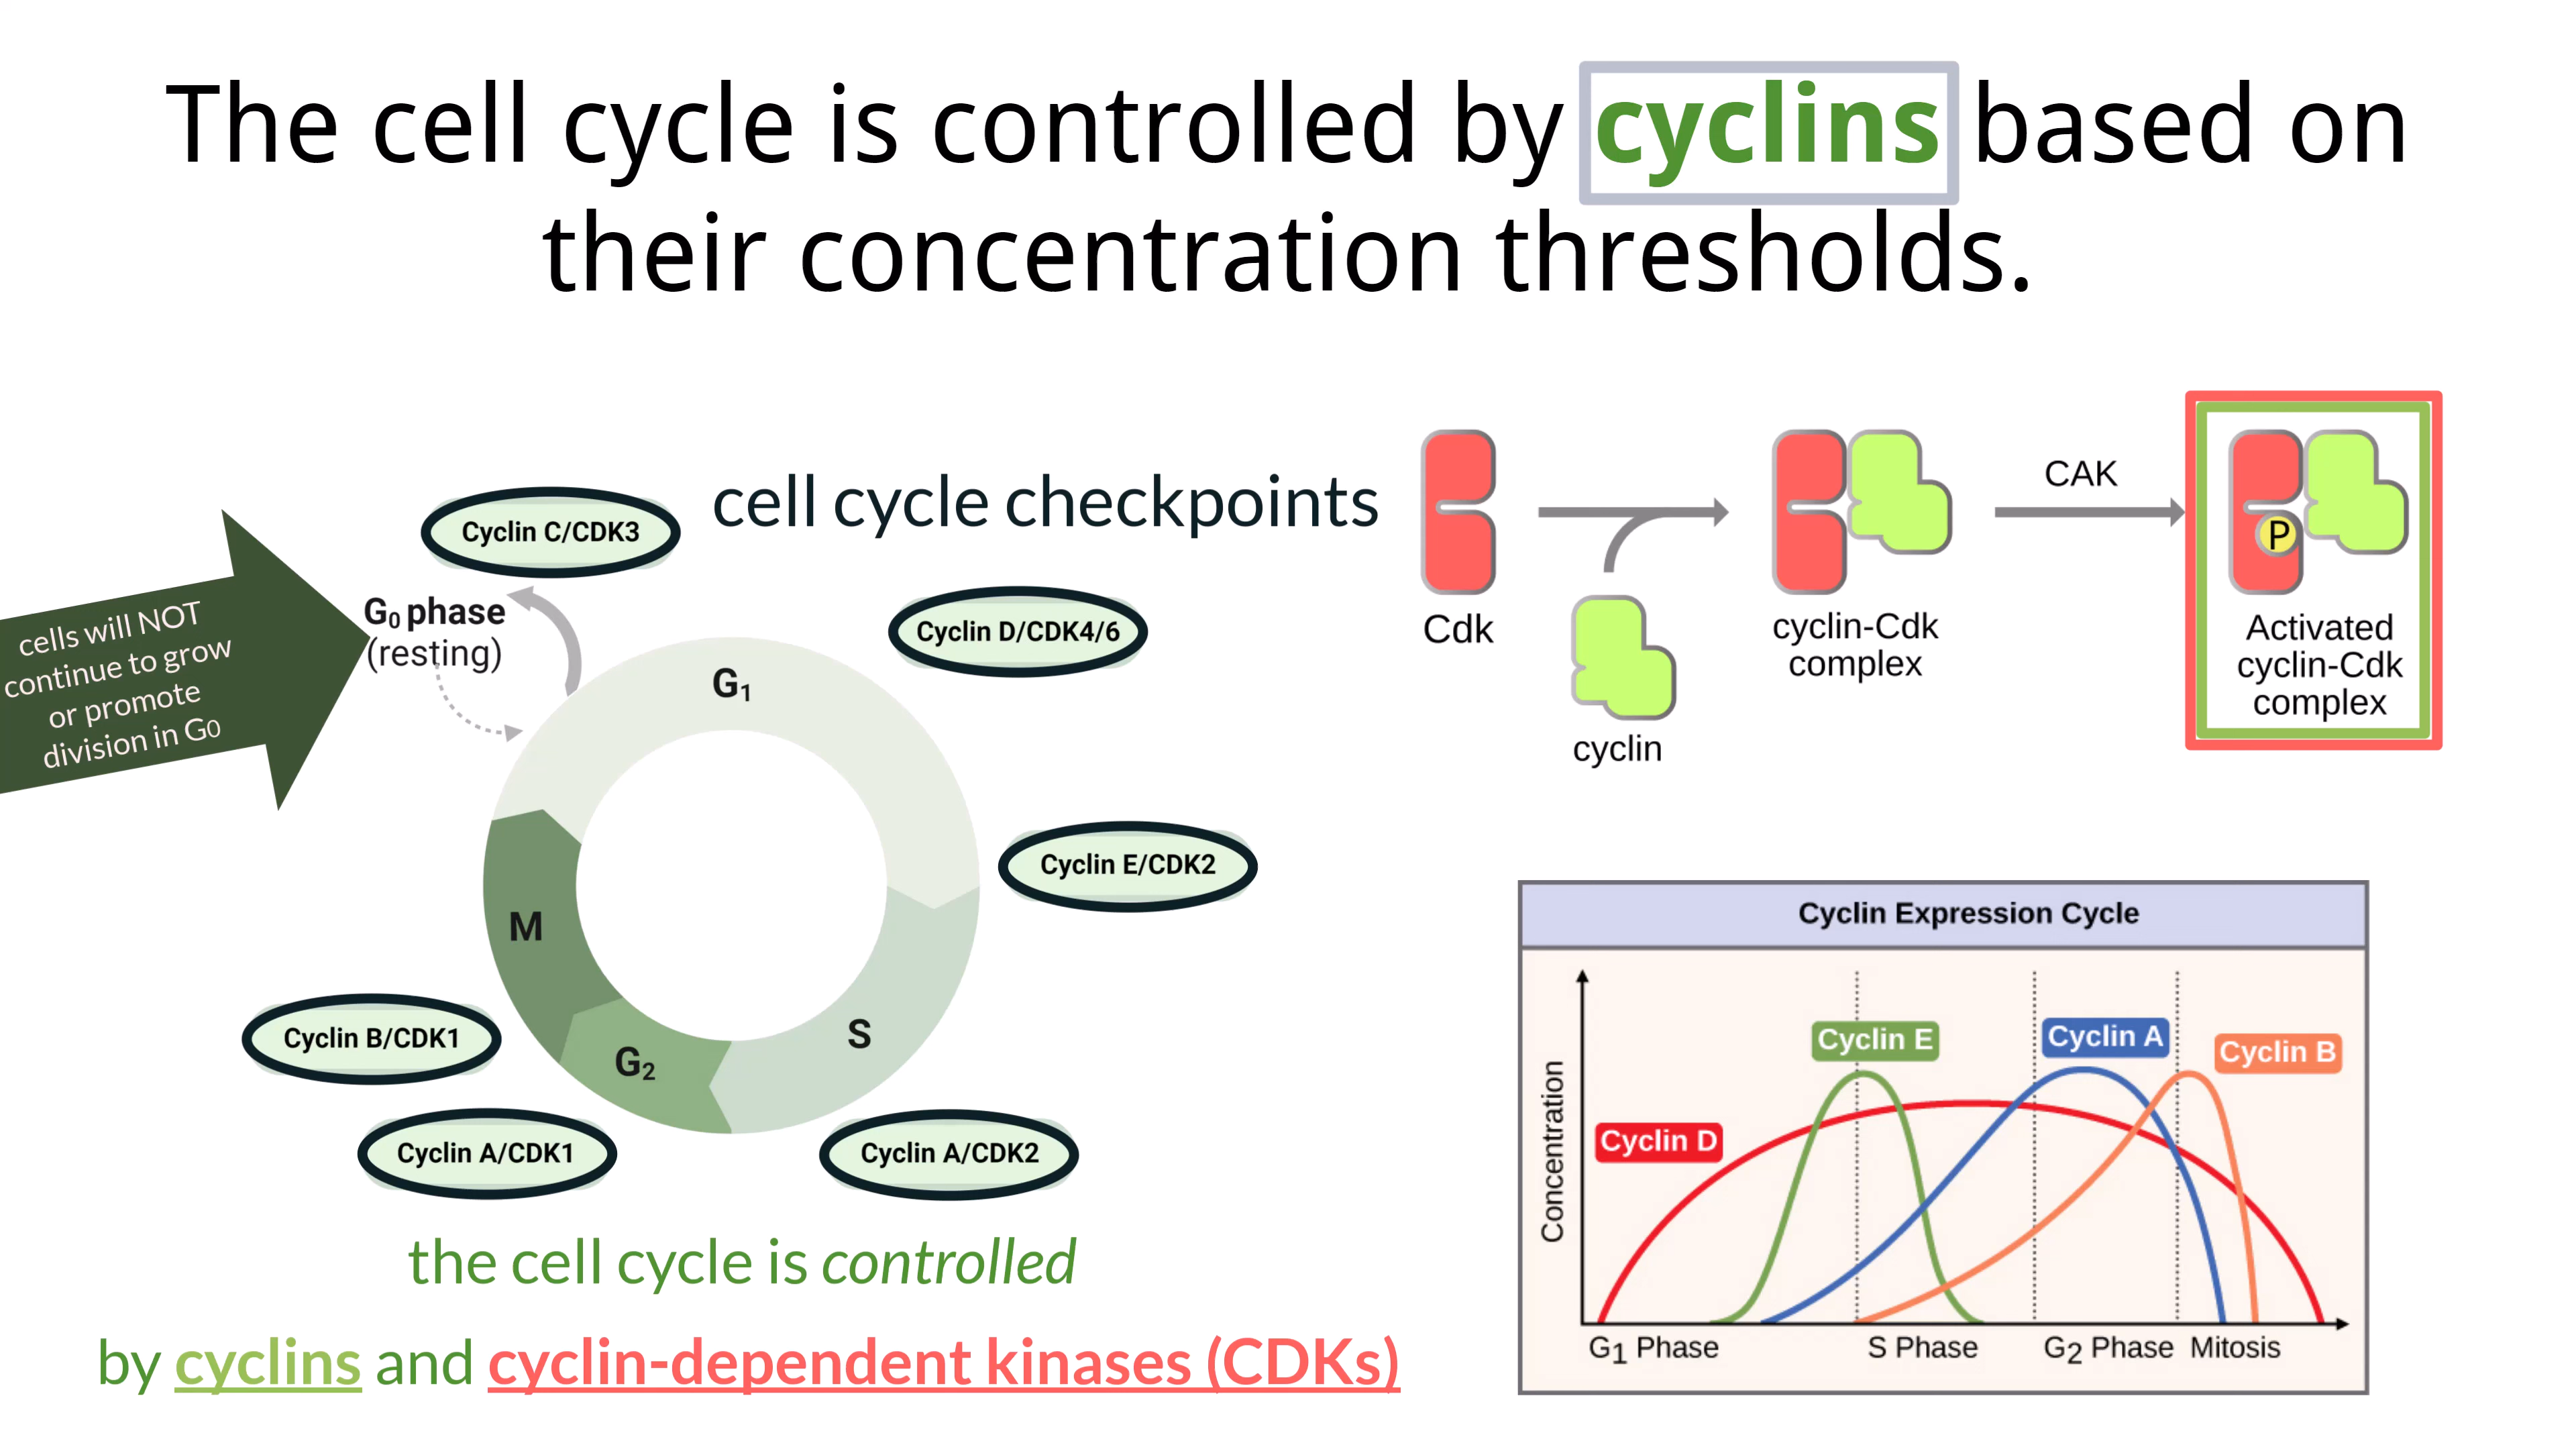 The cell cycle is controlled by cyclins based on
their concentration thresholds.
cell cycle checkpoints
Cyclin C/CDK3
Cyclin D/CDK4/6
Cyclin E/CDK2
Cyclin A/CDK2
Cyclin A/CDK1
Cyclin B/CDK1
cells will NOT
continue to grow
or promote
division in G0
G₀ phase
(resting)
G₁
S
G₂
M
the cell cycle is controlled
by cyclins and cyclin-dependent kinases (CDKs)
Cdk
cyclin
cyclin-Cdk
complex
CAK
P
Activated
cyclin-Cdk
complex
Cyclin Expression Cycle
Concentration
Cyclin D
Cyclin E
Cyclin A
Cyclin B
G₁ Phase
S Phase
G₂ Phase
Mitosis